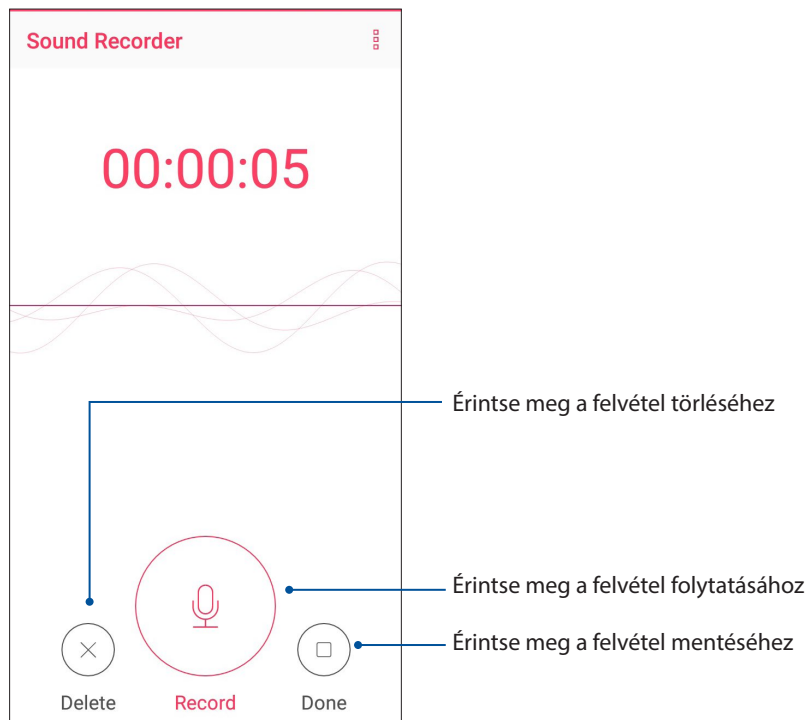 Sound Recorder
00:00:05
Érintse meg a felvétel törléséhez
Érintse meg a felvétel folytatásához
Érintse meg a felvétel mentéséhez
Delete Record Done